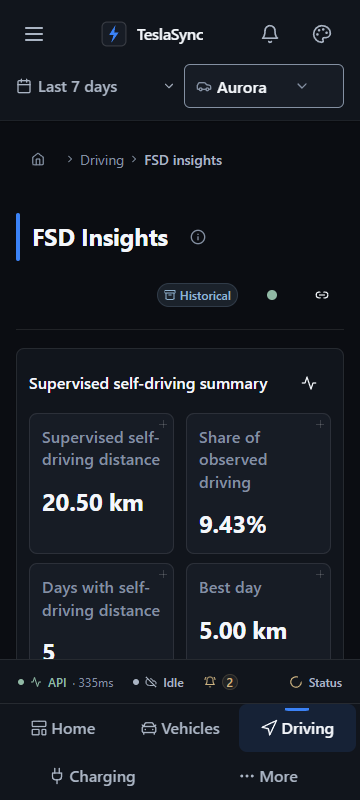 TeslaSync
Last 7 days
Aurora
Driving
FSD insights
FSD Insights
Historical
Supervised self-driving summary
Supervised self-
driving distance
20.50 km
Share of
observed
driving
9.43%
Days with self-
driving distance
5
Best day
5.00 km
API · 335ms
Idle
2
Status
Home
Vehicles
Driving
Charging
More